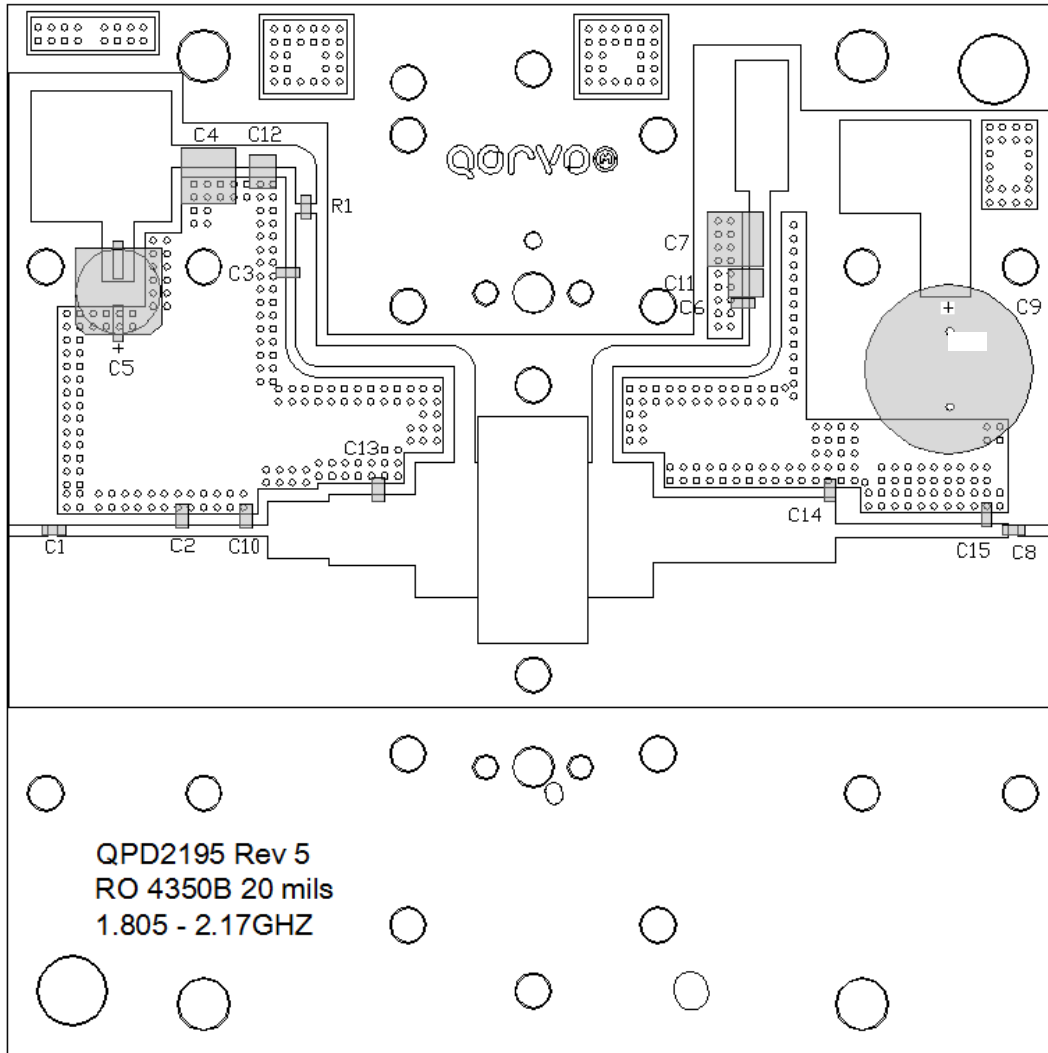 C4 C12
QORVO
R1
C7
C3
C11
C6
+
C9
+
C5
C13
C14
C1
C2
C10
C15
C8
QPD2195 Rev 5
RO 4350B 20 mils
1.805 - 2.17GHZ